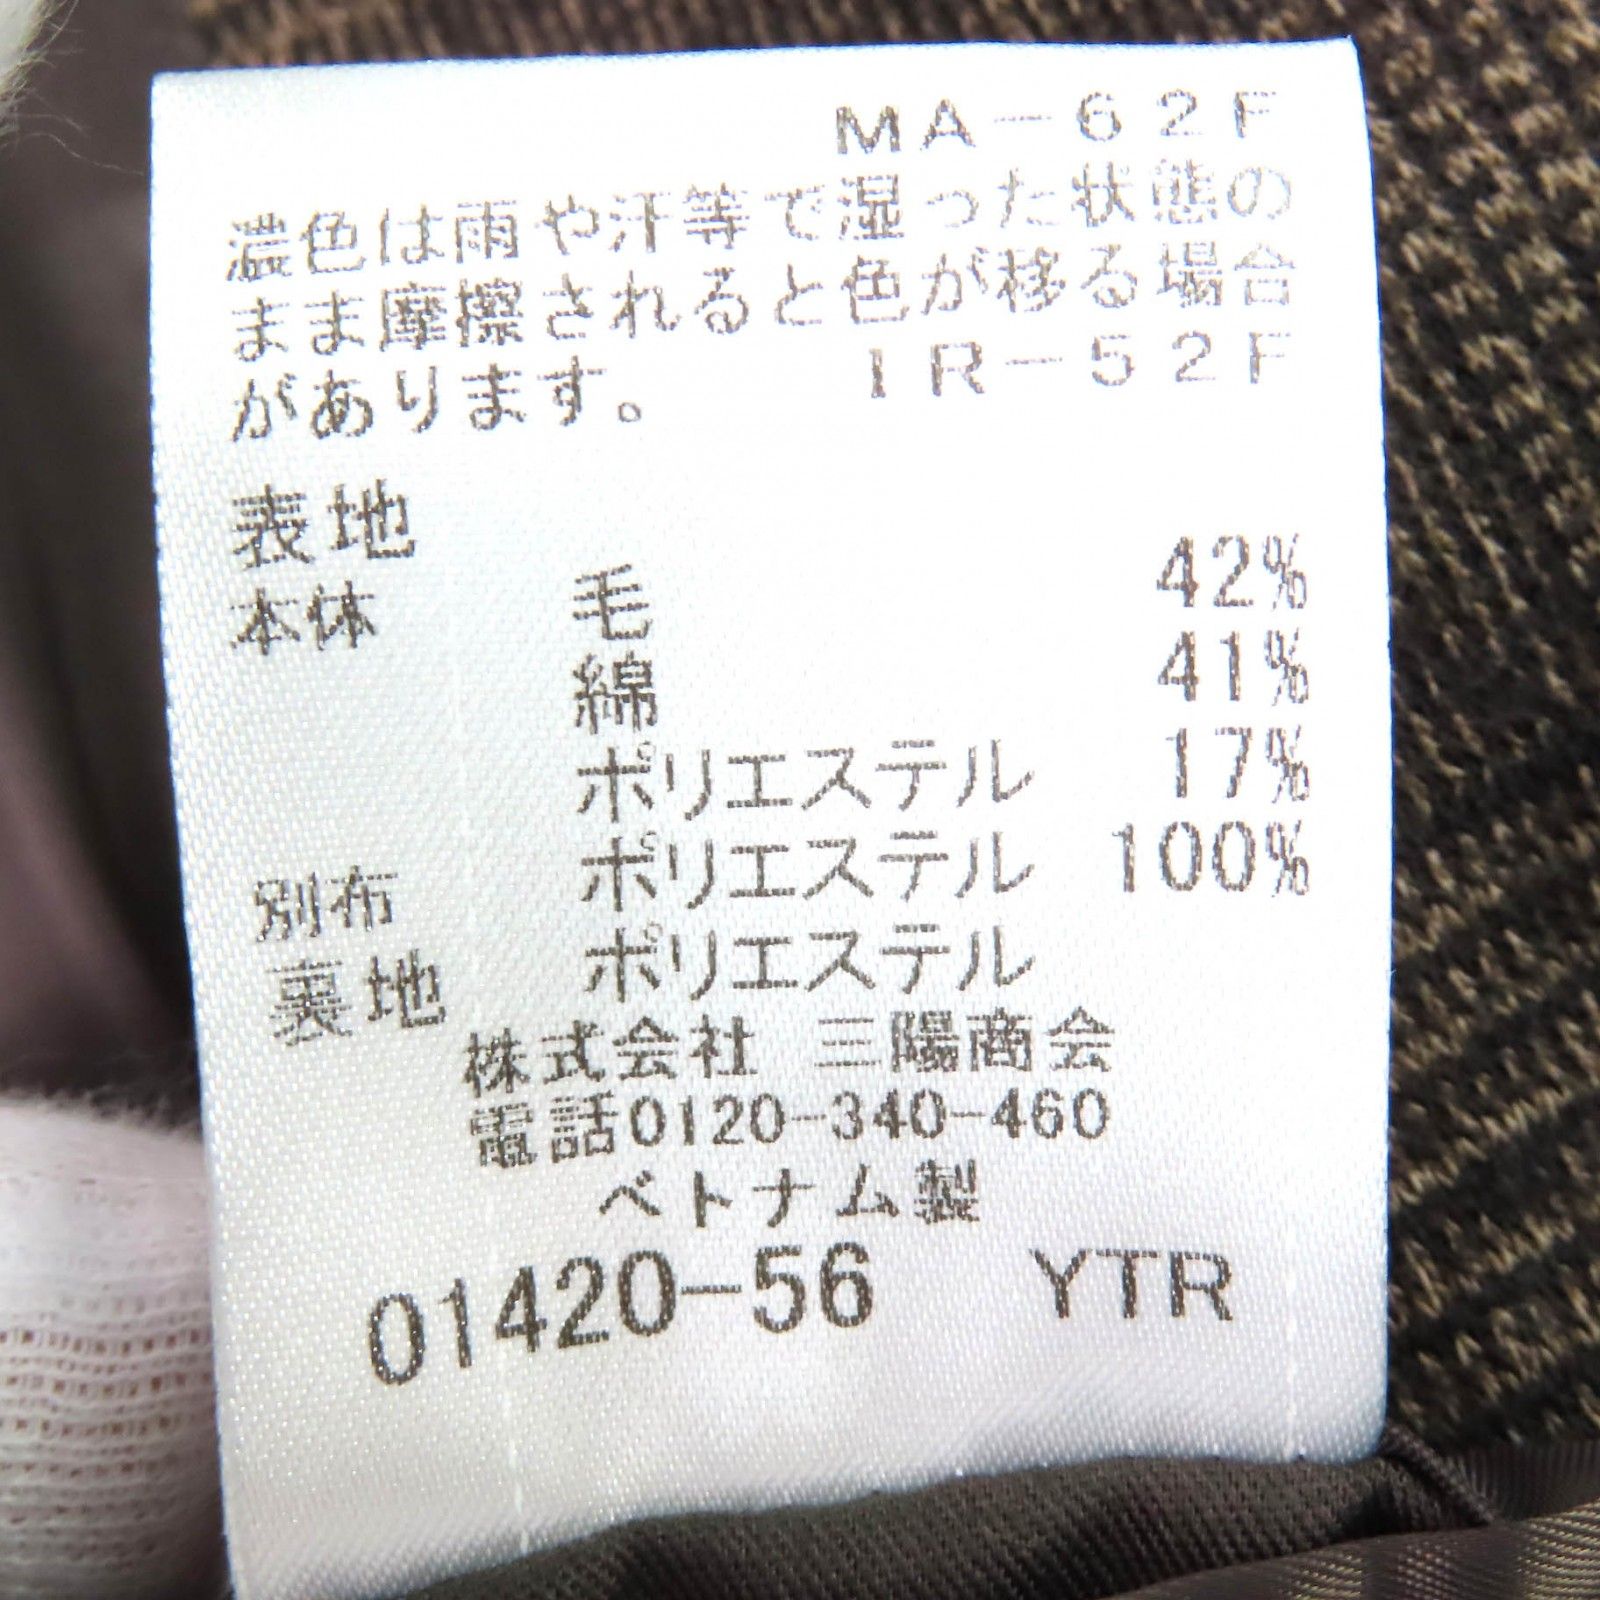 MA-62F
濃色は雨や汗等で湿った状態の
まま摩擦されると色が移る場合
があります。 IR-52F
表地
本体 毛 42%
綿 41%
ポリエステル 17%
別布 ポリエステル 100%
裏地 ポリエステル
株式会社 三陽商会
電話0120-340-460
ベトナム製
01420-56 YTR